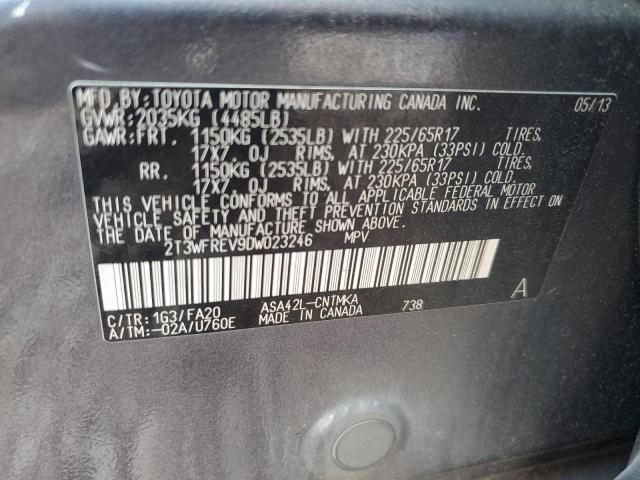 MFD BY: TOYOTA MOTOR MANUFACTURING CANADA INC. 05/13
GVWR: 2035KG (4485LB)
GAWR: FRT. 1150KG (2535LB) WITH 225/65R17 TIRES,
17X7.0J RIMS, AT 230KPA (33PSI) COLD.
RR. 1150KG (2535LB) WITH 225/65R17 TIRES,
17X7.0J RIMS, AT 230KPA (33PSI) COLD.
THIS VEHICLE CONFORMS TO ALL APPLICABLE FEDERAL MOTOR
VEHICLE SAFETY AND THEFT PREVENTION STANDARDS IN EFFECT ON
THE DATE OF MANUFACTURE SHOWN ABOVE.
2T3WFREV9DW023246 MPV
C/TR: 1G3/FA20 ASA42L-CNTMKA 738 A
A/TM: -02A/U760E MADE IN CANADA